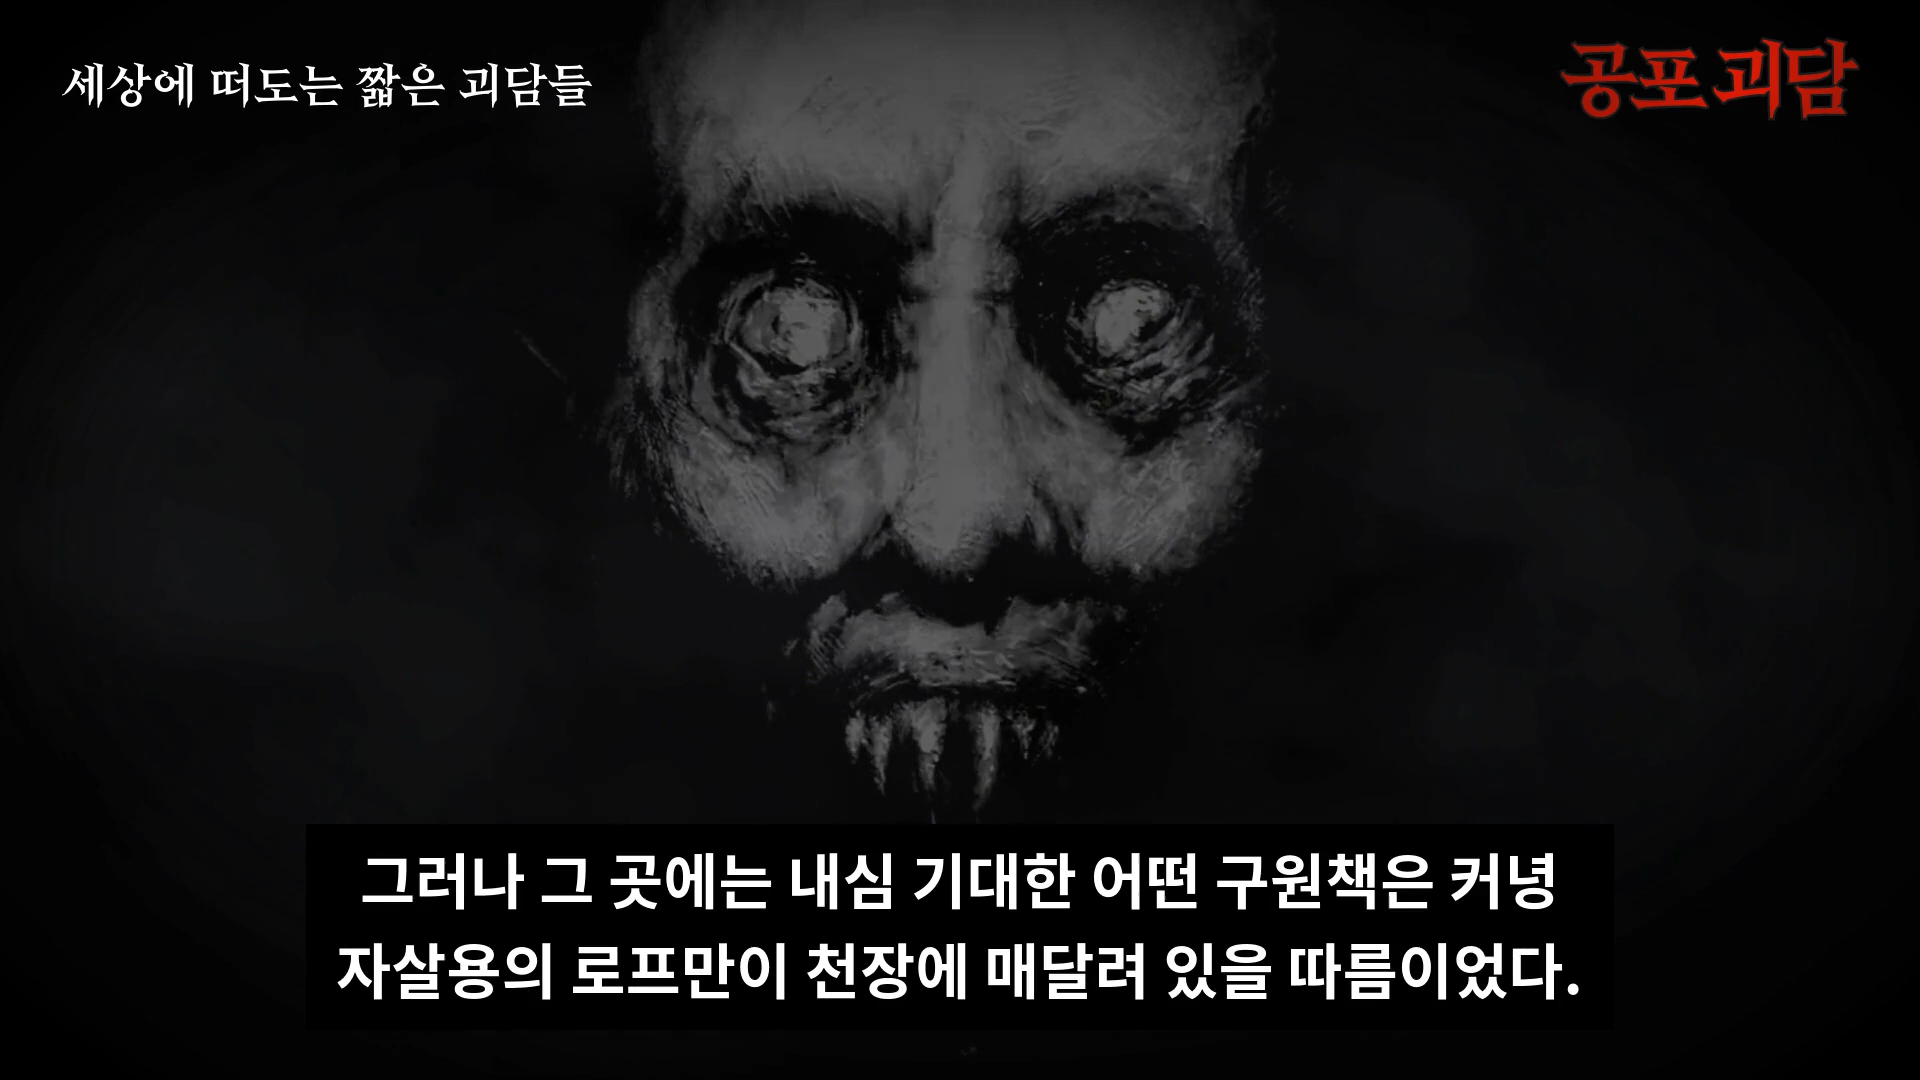 세상에 떠도는 짧은 괴담들
공포 괴담
그러나 그 곳에는 내심 기대한 어떤 구원책은 커녕
자살용의 로프만이 천장에 매달려 있을 따름이었다.